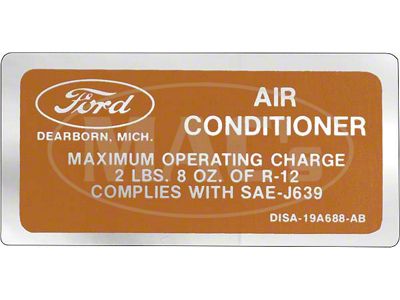 Ford
DEARBORN, MICH.
AIR
CONDITIONER
MAXIMUM OPERATING CHARGE
2 LBS. 8 OZ. OF R-12
COMPLIES WITH SAE-J639
DISA-19A688-AB
MAC's